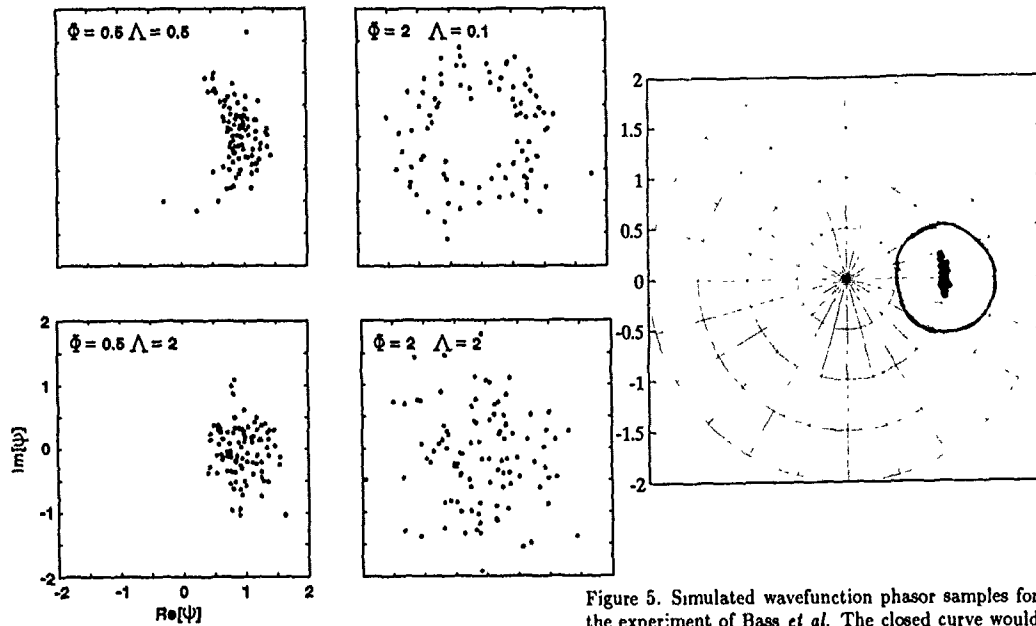 Φ̃ = 0.5 Λ = 0.5
Φ̃ = 2 Λ = 0.1
Φ̃ = 0.5 Λ = 2
Φ̃ = 2 Λ = 2
2
1
0
-1
-2
Im[ψ]
-2 -1 0 1 2
Re[ψ]
2
1.5
1
0.5
0
-0.5
-1
-1.5
-2
Figure 5. Simulated wavefunction phasor samples for
the experiment of Bass et al. The closed curve would